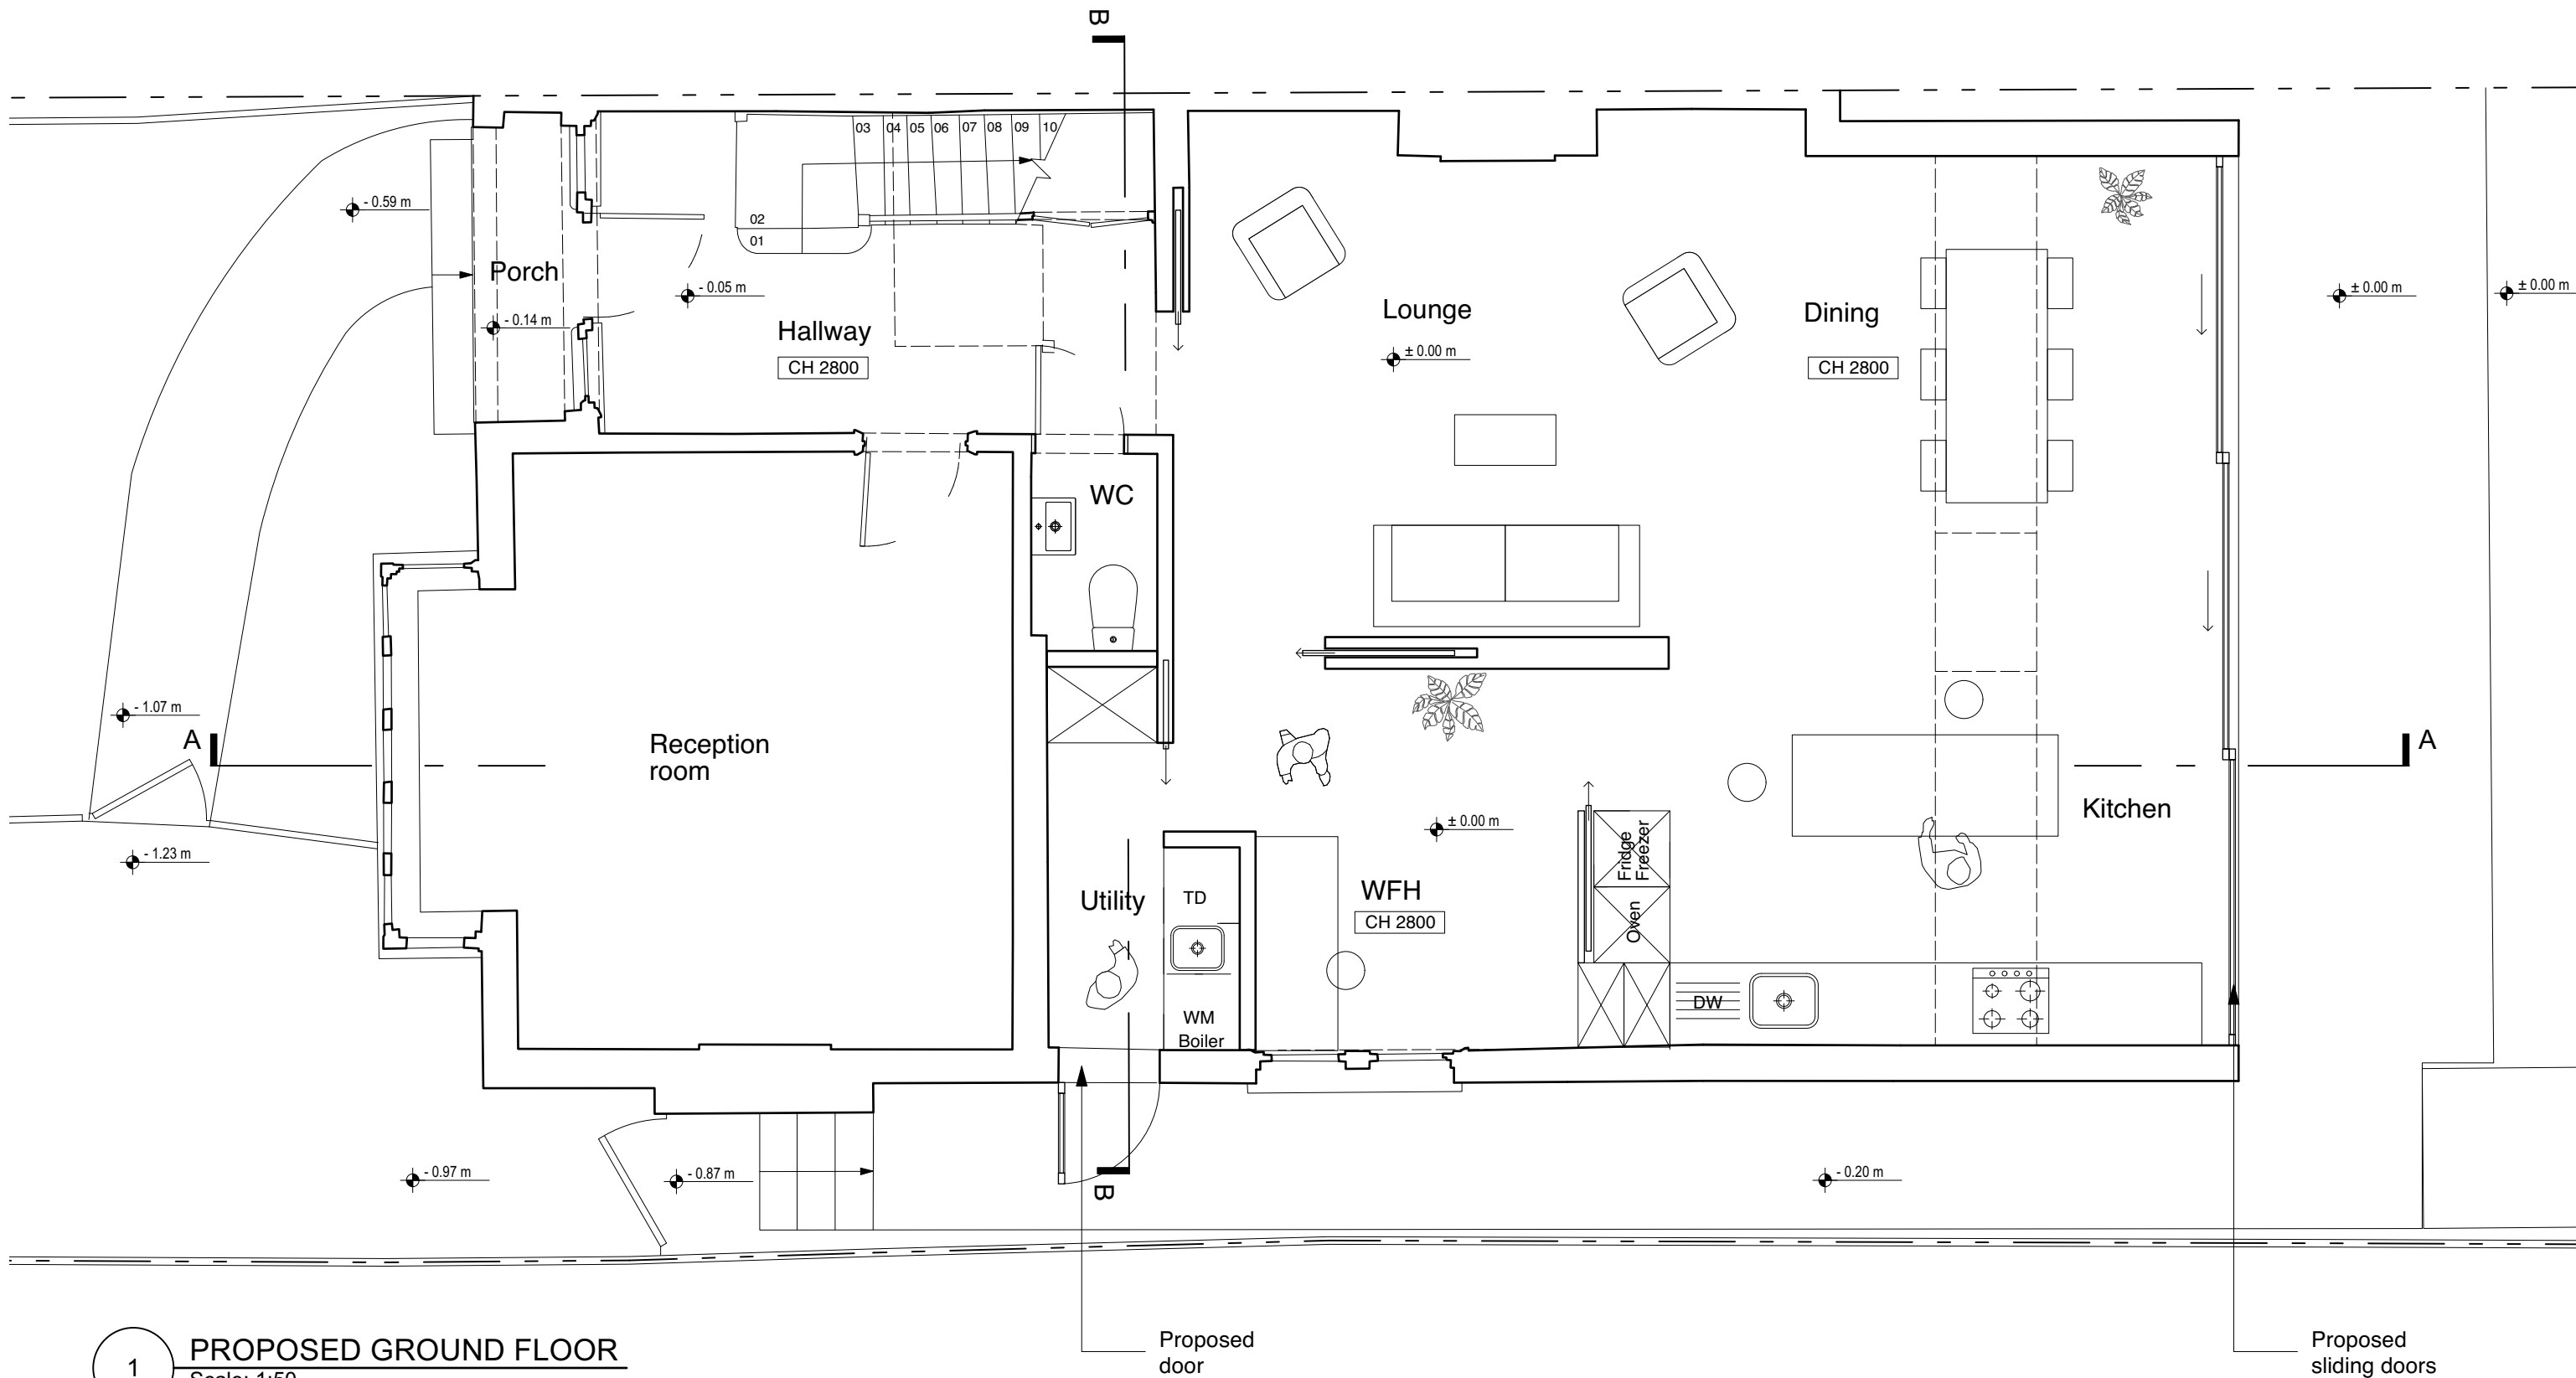 B
03 04 05 06 07 08 09 10
02
01
- 0.59 m
Porch
- 0.05 m
- 0.14 m
Hallway
CH 2800
Lounge
± 0.00 m
Dining
CH 2800
± 0.00 m
± 0.00 m
WC
- 1.07 m
A
Reception
room
A
Kitchen
± 0.00 m
Fridge
Freezer
- 1.23 m
Utility
TD
WFH
CH 2800
Oven
DW
WM
Boiler
- 0.97 m
- 0.87 m
B
- 0.20 m
1
PROPOSED GROUND FLOOR
Scale: 1:50
Proposed
door
Proposed
sliding doors